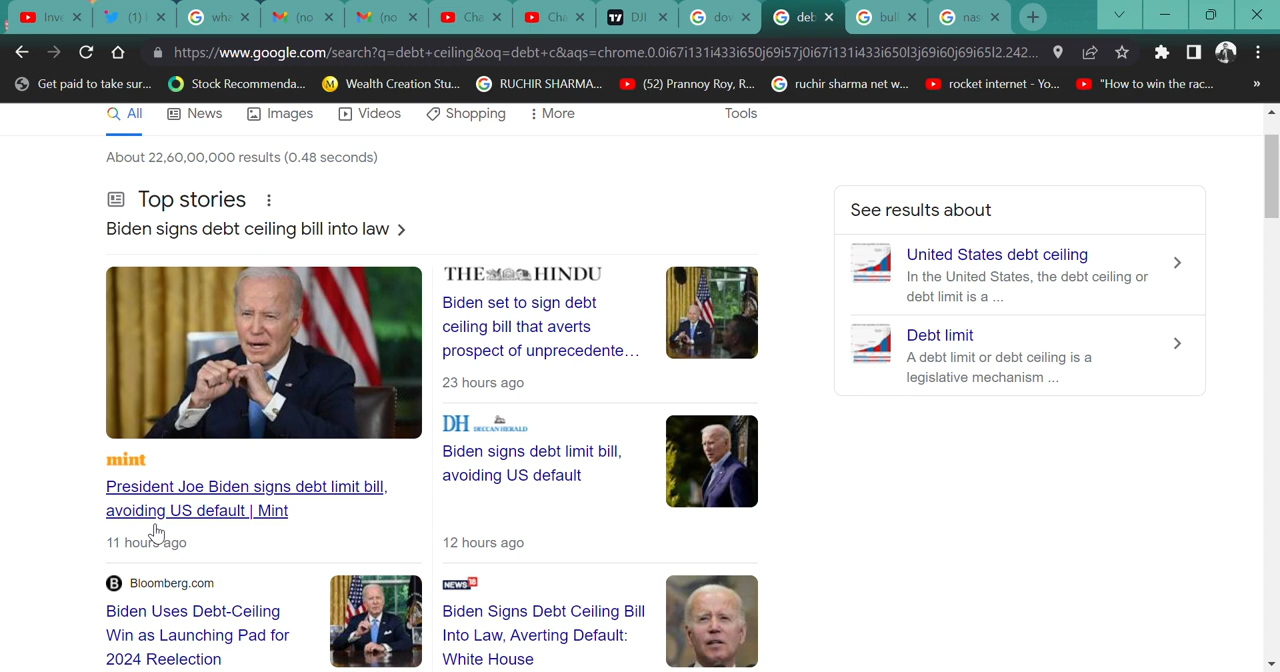 Inve
(1)
wha
(no
(no
Cha
Cha
DJI
dov
deb
bull
nas
https://www.google.com/search?q=debt+ceiling&oq=debt+c&aqs=chrome.0.0i67i131i433i650j69i57j0i67i131i433i650l3j69i60j69i65l2.242...
Get paid to take sur...
Stock Recommenda...
Wealth Creation Stu...
RUCHIR SHARMA...
(52) Prannoy Roy, R...
ruchir sharma net w...
rocket internet - Yo...
"How to win the rac...
»
All
News
Images
Videos
Shopping
More
Tools
About 22,60,00,000 results (0.48 seconds)
Top stories
Biden signs debt ceiling bill into law
mint
President Joe Biden signs debt limit bill,
avoiding US default | Mint
11 hours ago
THE HINDU
Biden set to sign debt
ceiling bill that averts
prospect of unprecedente...
23 hours ago
DH DECCAN HERALD
Biden signs debt limit bill,
avoiding US default
12 hours ago
B Bloomberg.com
Biden Uses Debt-Ceiling
Win as Launching Pad for
2024 Reelection
NEWS18
Biden Signs Debt Ceiling Bill
Into Law, Averting Default:
White House
See results about
United States debt ceiling
In the United States, the debt ceiling or
debt limit is a ...
Debt limit
A debt limit or debt ceiling is a
legislative mechanism ...